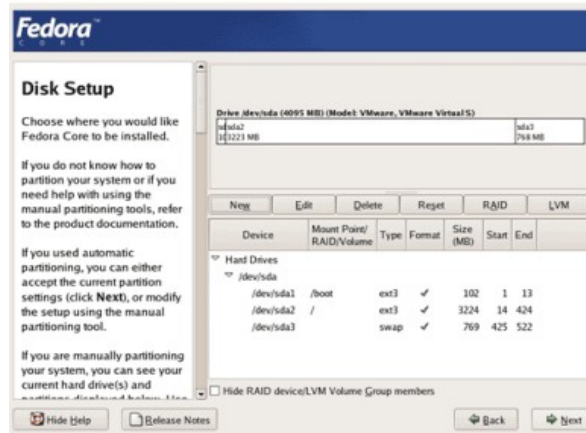 Fedora™
CORE
Disk Setup
Choose where you would like
Fedora Core to be installed.
If you do not know how to
partition your system or if you
need help with using the
manual partitioning tools, refer
to the product documentation.
If you used automatic
partitioning, you can either
accept the current partition
settings (click Next), or modify
the setup using the manual
partitioning tool.
If you are manually partitioning
your system, you can see your
current hard drive(s) and
partitions displayed below. Use
Drive /dev/sda (4095 MB) (Model: VMware, VMware Virtual S)
sda2
3223 MB
sda3
768 MB
New Edit Delete Reset RAID LVM
Device Mount Point/ RAID/Volume Type Format Size (MB) Start End
Hard Drives
/dev/sda
/dev/sda1 /boot ext3 ✓ 102 1 13
/dev/sda2 / ext3 ✓ 3224 14 424
/dev/sda3 swap ✓ 769 425 522
Hide RAID device/LVM Volume Group members
Hide Help Release Notes Back Next